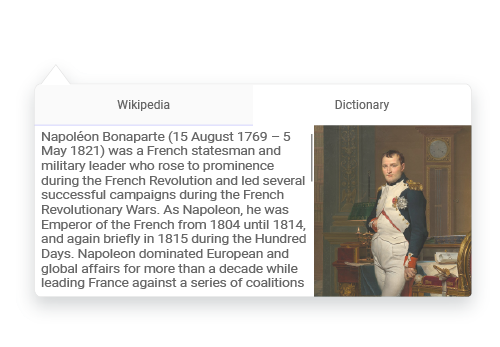 Wikipedia
Dictionary
Napoléon Bonaparte (15 August 1769 – 5
May 1821) was a French statesman and
military leader who rose to prominence
during the French Revolution and led several
successful campaigns during the French
Revolutionary Wars. As Napoleon, he was
Emperor of the French from 1804 until 1814,
and again briefly in 1815 during the Hundred
Days. Napoleon dominated European and
global affairs for more than a decade while
leading France against a series of coalitions